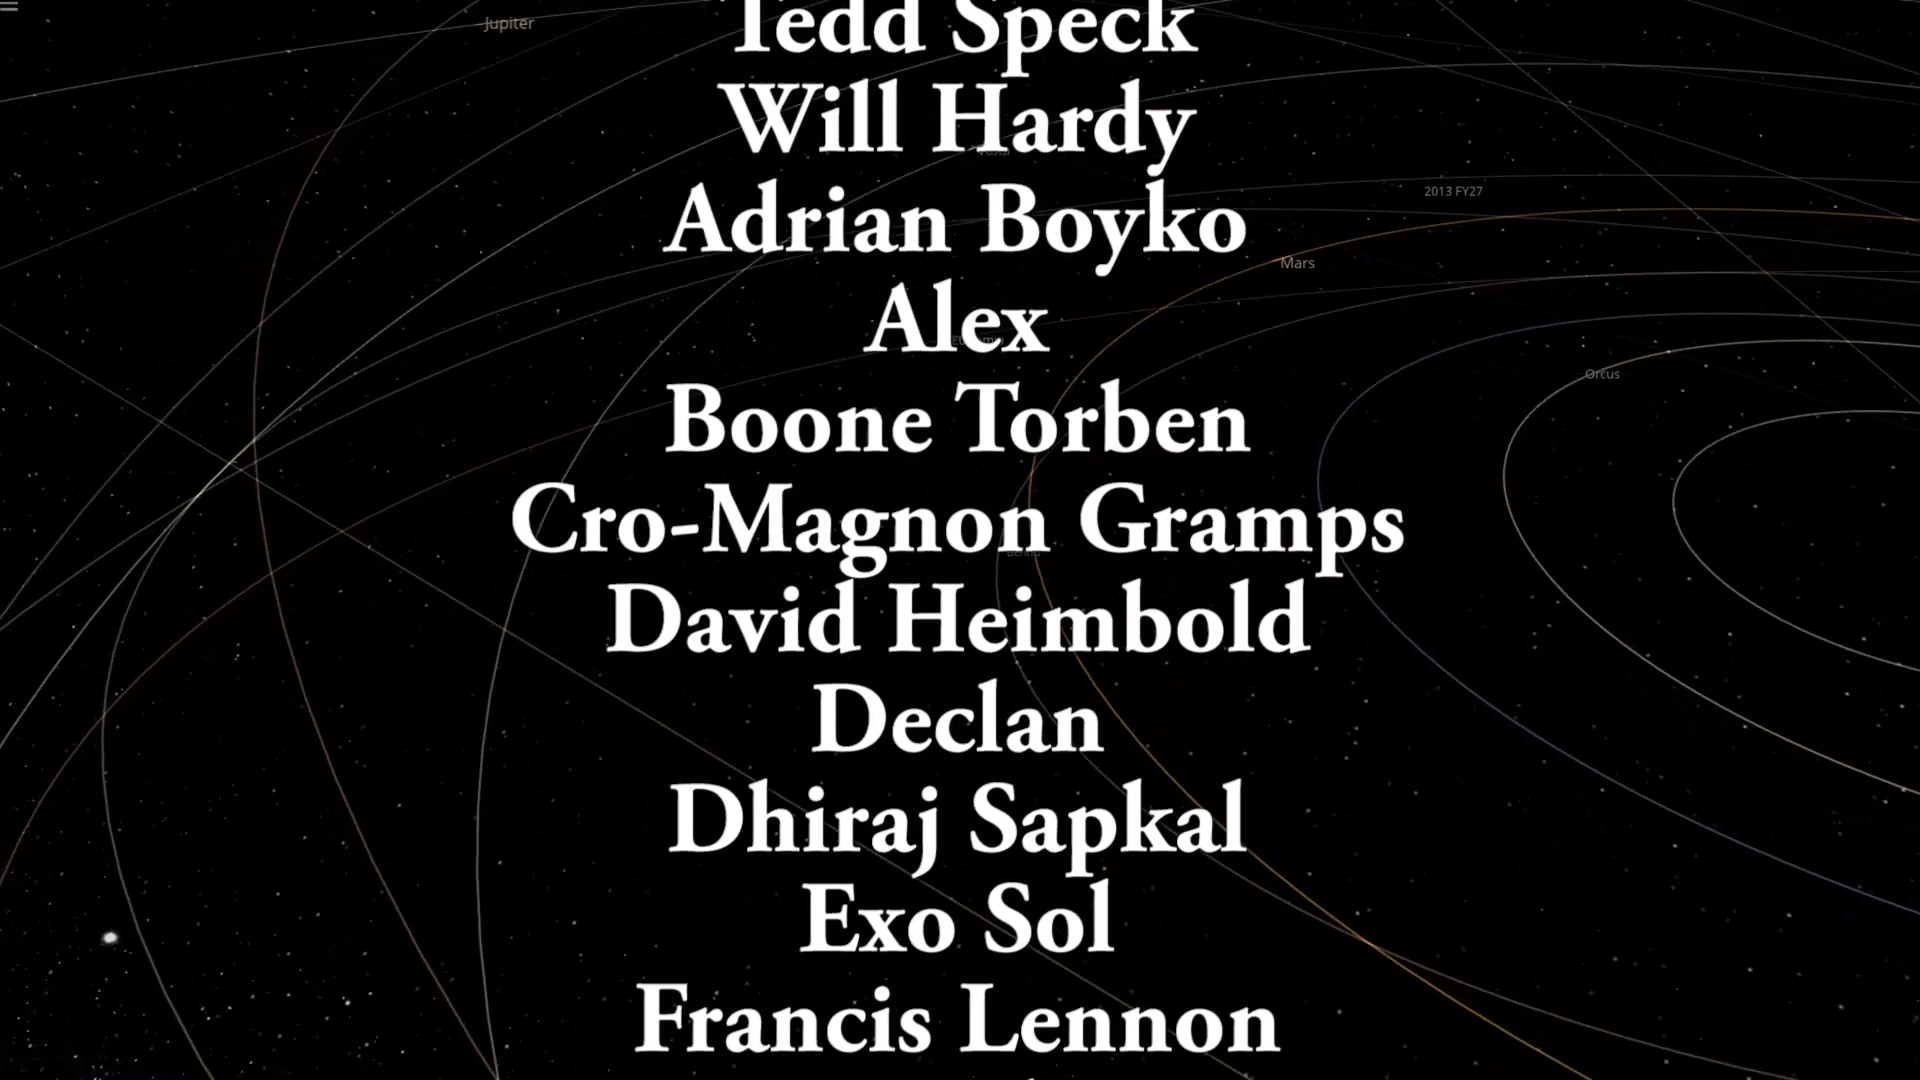 Jupiter
Tedd Speck
Will Hardy
2013 FY27
Adrian Boyko
Mars
Alex
Orcus
Boone Torben
Cro-Magnon Gramps
David Heimbold
Declan
Dhiraj Sapkal
Exo Sol
Francis Lennon